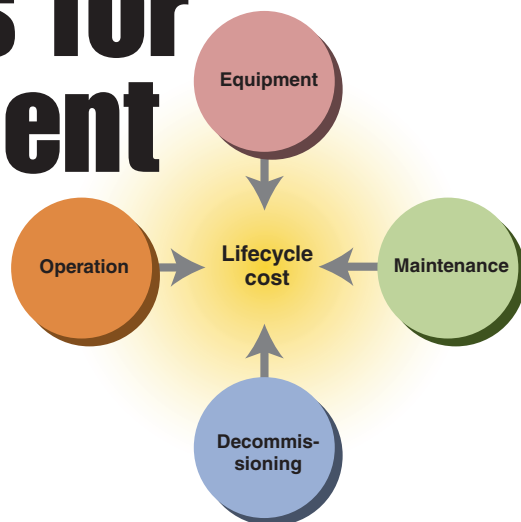 s for
ent
Equipment
Operation
Lifecycle
cost
Maintenance
Decommis-
sioning